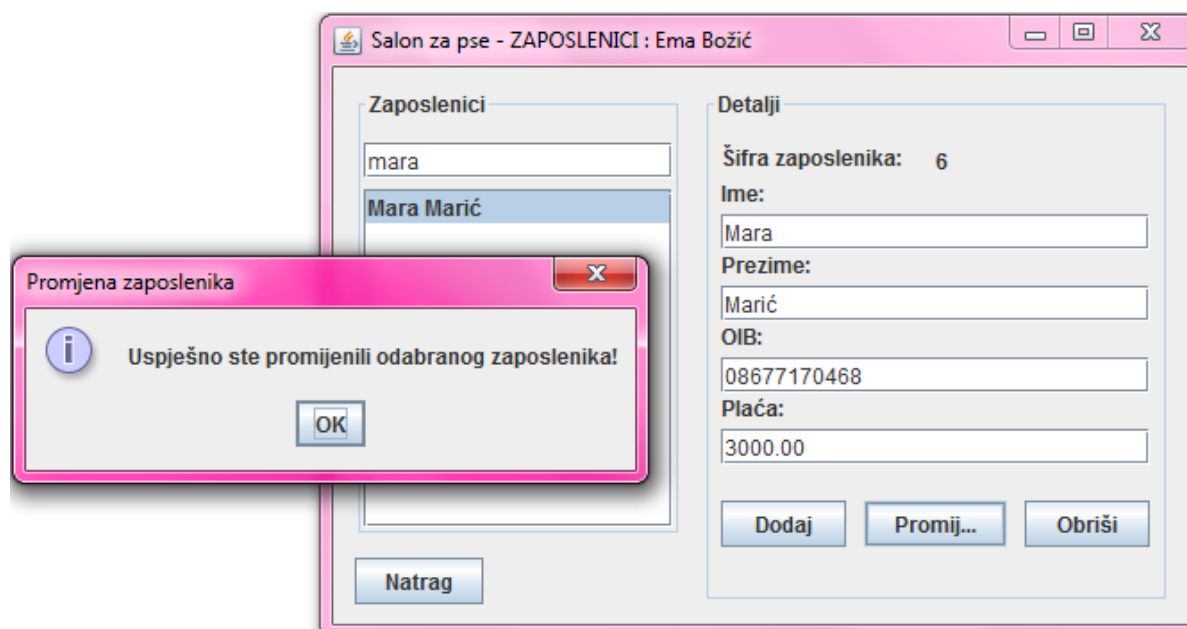 Salon za pse - ZAPOSLENICI : Ema Božić
Zaposlenici
mara
Mara Marić
Natrag
Detalji
Šifra zaposlenika: 6
Ime:
Mara
Prezime:
Marić
OIB:
08677170468
Plaća:
3000.00
Dodaj Promij... Obriši
Promjena zaposlenika
Uspješno ste promijenili odabranog zaposlenika!
OK